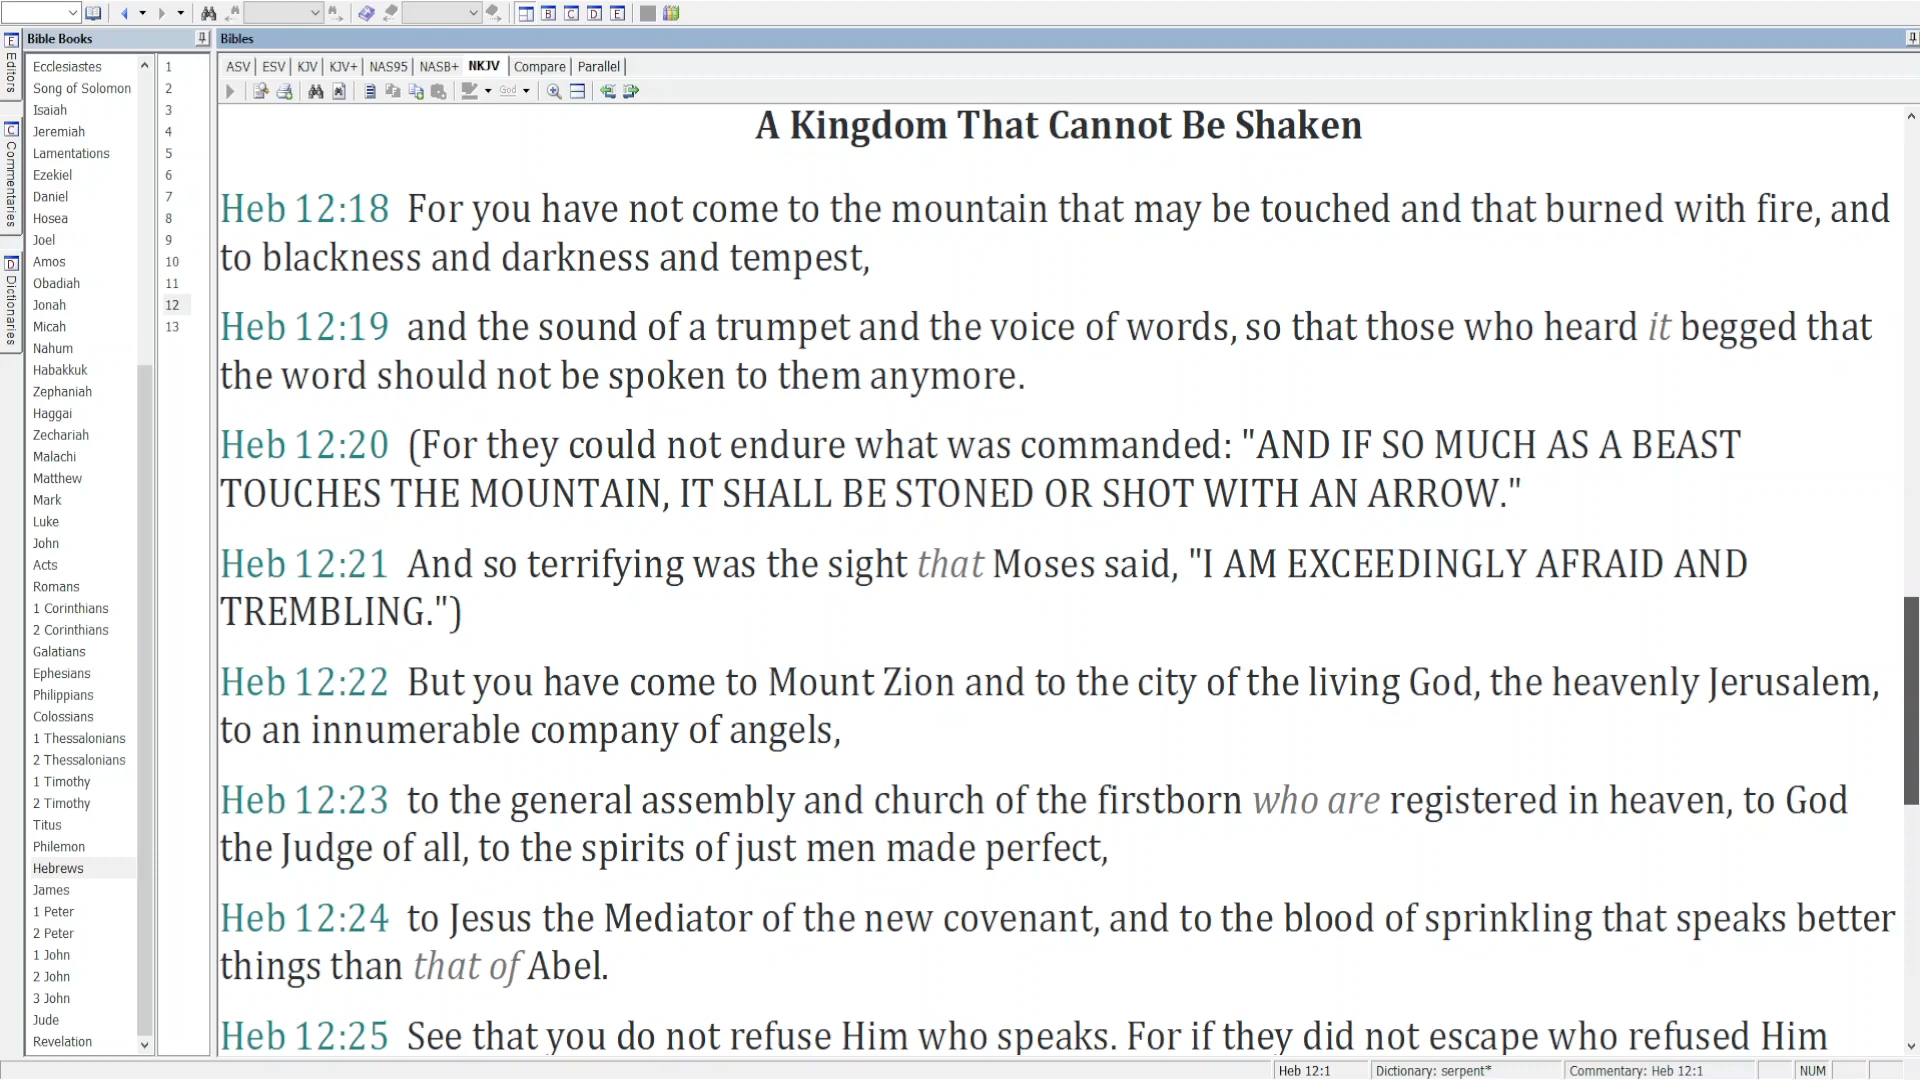 Bible Books
Bibles
Editors
Commentaries
Dictionaries
Ecclesiastes
Song of Solomon
Isaiah
Jeremiah
Lamentations
Ezekiel
Daniel
Hosea
Joel
Amos
Obadiah
Jonah
Micah
Nahum
Habakkuk
Zephaniah
Haggai
Zechariah
Malachi
Matthew
Mark
Luke
John
Acts
Romans
1 Corinthians
2 Corinthians
Galatians
Ephesians
Philippians
Colossians
1 Thessalonians
2 Thessalonians
1 Timothy
2 Timothy
Titus
Philemon
Hebrews
James
1 Peter
2 Peter
1 John
2 John
3 John
Jude
Revelation
1
2
3
4
5
6
7
8
9
10
11
12
13
ASV ESV KJV KJV+ NAS95 NASB+ NKJV Compare Parallel
A Kingdom That Cannot Be Shaken
Heb 12:18 For you have not come to the mountain that may be touched and that burned with fire, and
to blackness and darkness and tempest,
Heb 12:19 and the sound of a trumpet and the voice of words, so that those who heard it begged that
the word should not be spoken to them anymore.
Heb 12:20 (For they could not endure what was commanded: "AND IF SO MUCH AS A BEAST
TOUCHES THE MOUNTAIN, IT SHALL BE STONED OR SHOT WITH AN ARROW."
Heb 12:21 And so terrifying was the sight that Moses said, "I AM EXCEEDINGLY AFRAID AND
TREMBLING.")
Heb 12:22 But you have come to Mount Zion and to the city of the living God, the heavenly Jerusalem,
to an innumerable company of angels,
Heb 12:23 to the general assembly and church of the firstborn who are registered in heaven, to God
the Judge of all, to the spirits of just men made perfect,
Heb 12:24 to Jesus the Mediator of the new covenant, and to the blood of sprinkling that speaks better
things than that of Abel.
Heb 12:25 See that you do not refuse Him who speaks. For if they did not escape who refused Him
Heb 12:1 Dictionary: serpent* Commentary: Heb 12:1 NUM